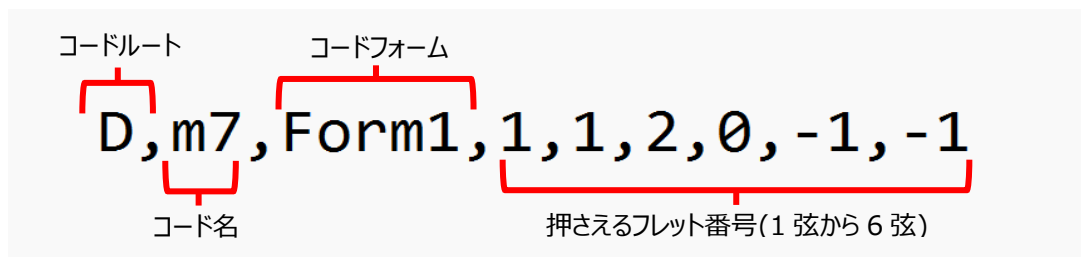 コードルート コードフォーム
D,m7,Form1,1,1,2,0,-1,-1
コード名 押さえるフレット番号(1 弦から 6 弦)